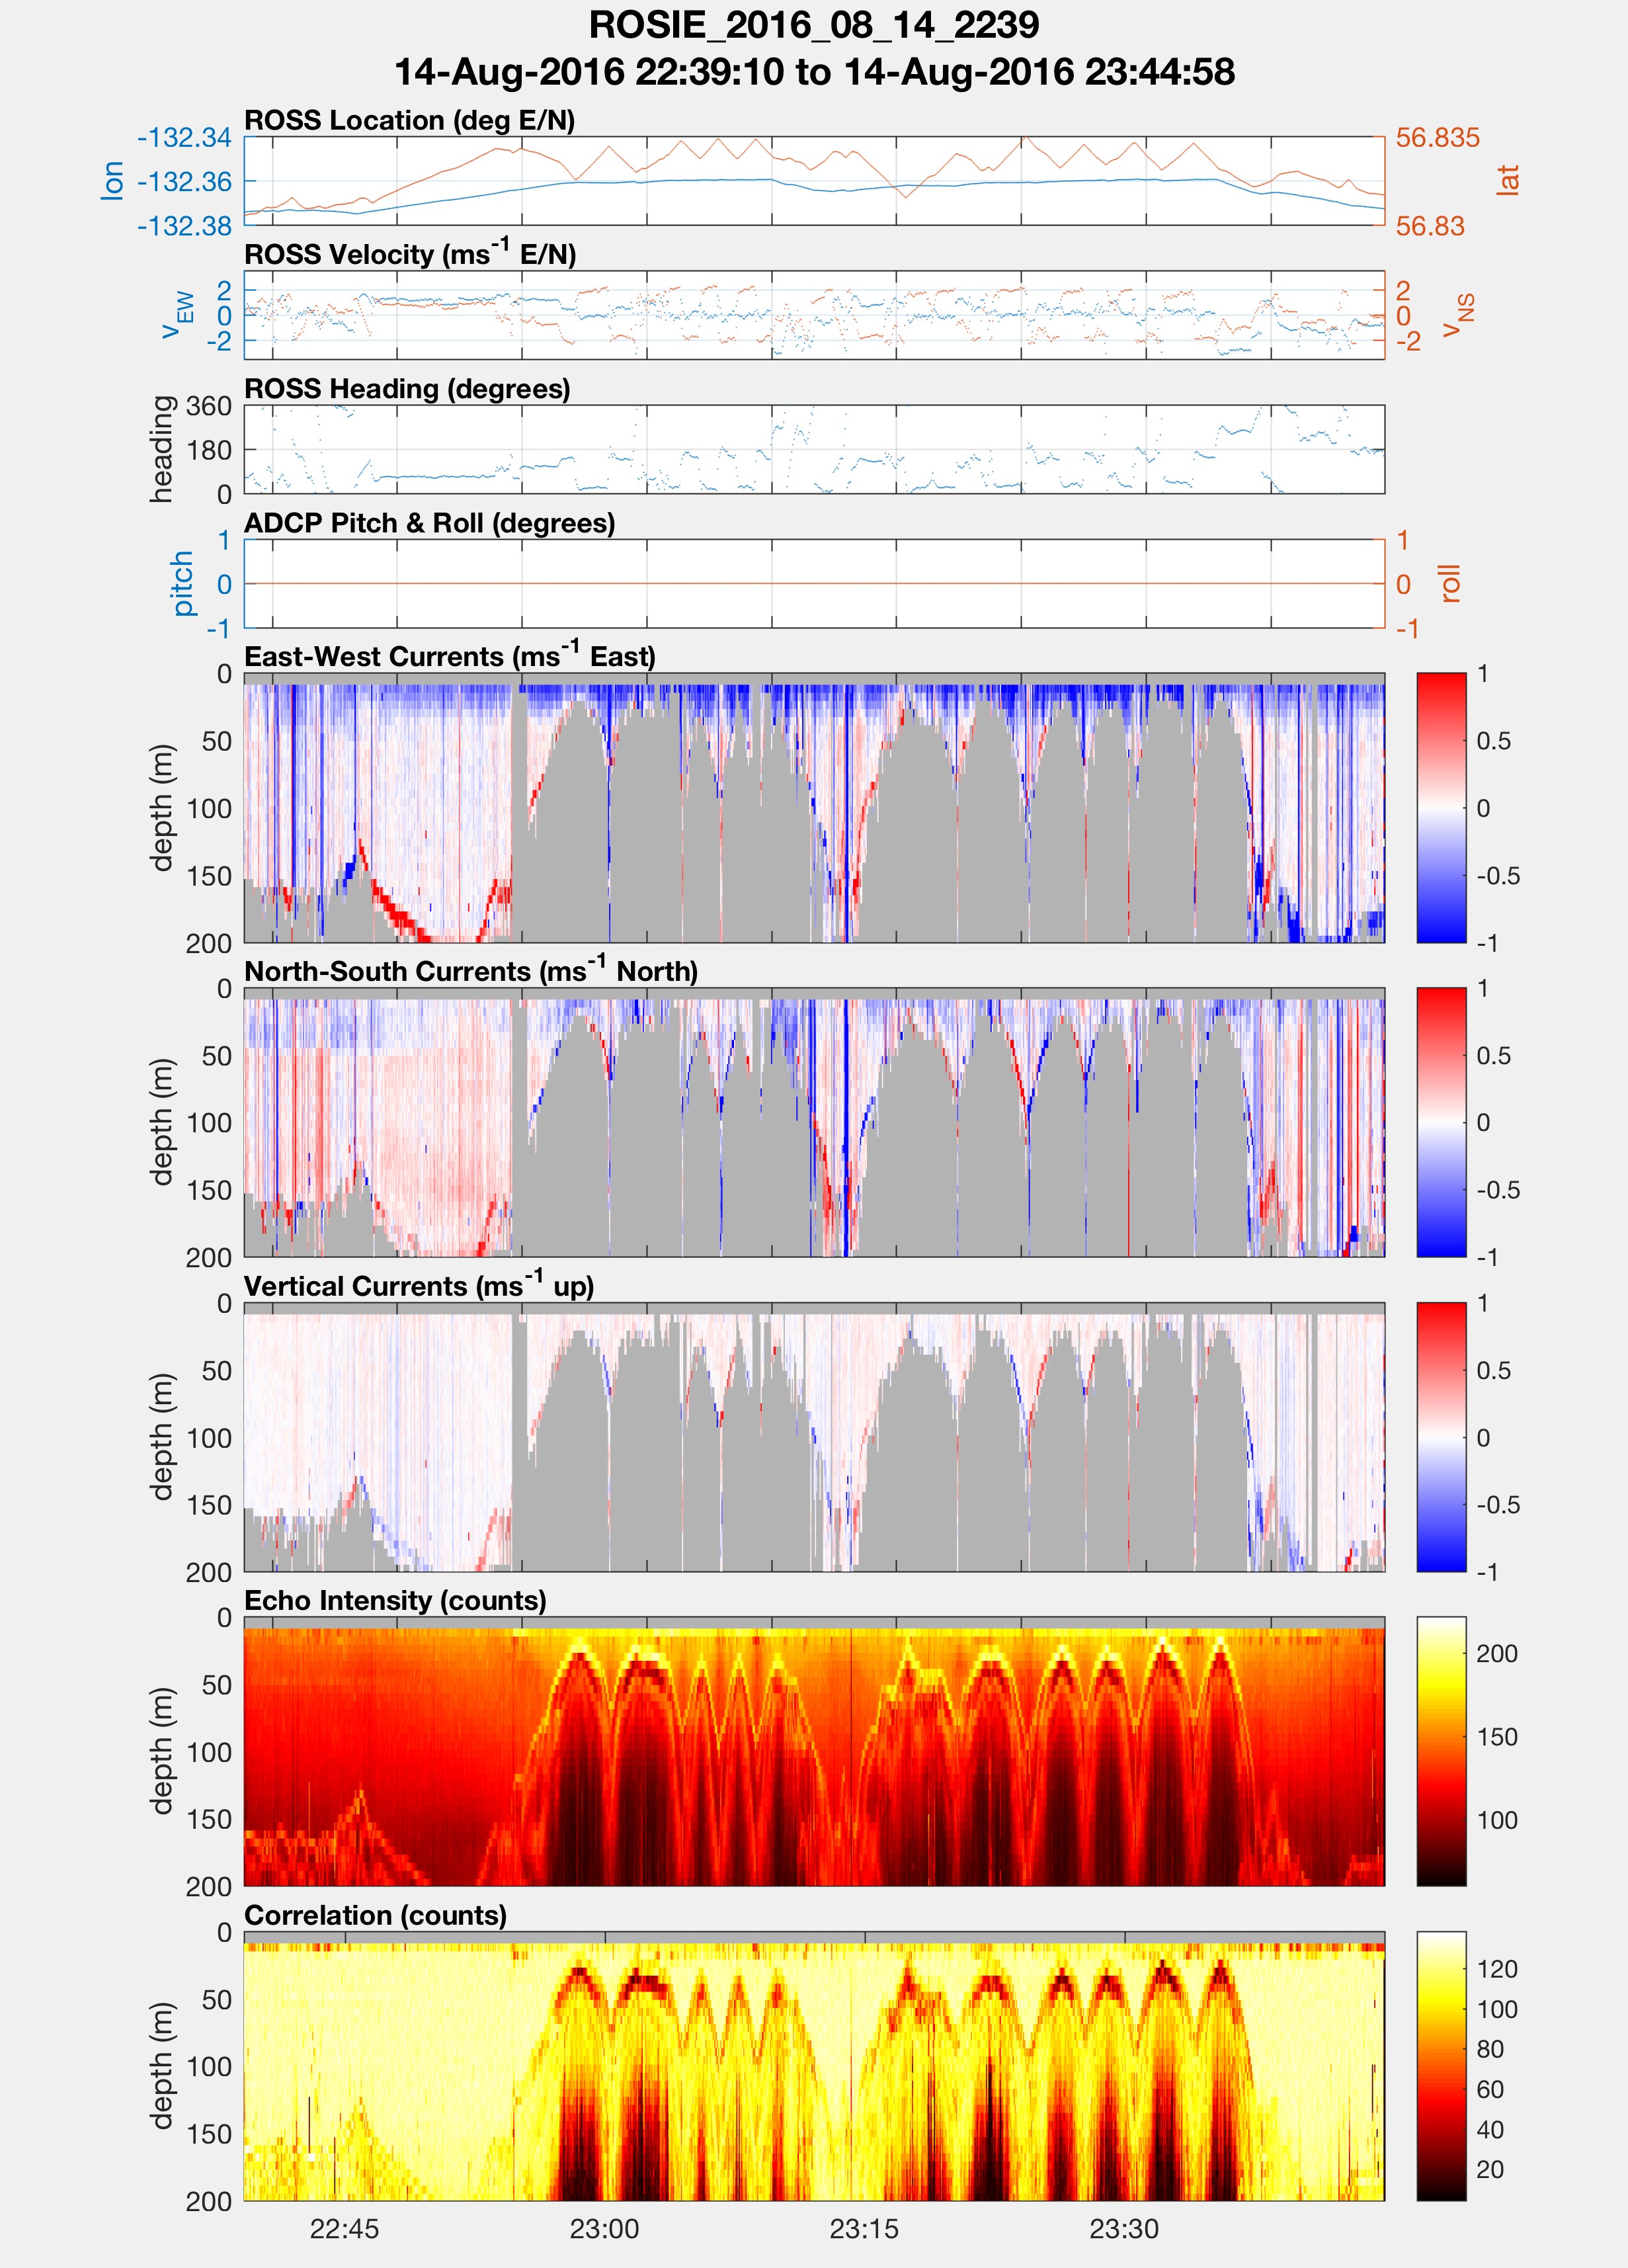 ROSIE_2016_08_14_2239
14-Aug-2016 22:39:10 to 14-Aug-2016 23:44:58
ROSS Location (deg E/N)
-132.34
-132.36
-132.38
lon
56.835
56.83
lat
ROSS Velocity (ms-1 E/N)
2
0
-2
vEW
2
0
-2
vNS
ROSS Heading (degrees)
360
180
0
heading
ADCP Pitch & Roll (degrees)
1
0
-1
pitch
1
0
-1
roll
East-West Currents (ms-1 East)
0
50
100
150
200
depth (m)
1
0.5
0
-0.5
-1
North-South Currents (ms-1 North)
0
50
100
150
200
depth (m)
1
0.5
0
-0.5
-1
Vertical Currents (ms-1 up)
0
50
100
150
200
depth (m)
1
0.5
0
-0.5
-1
Echo Intensity (counts)
0
50
100
150
200
depth (m)
200
150
100
Correlation (counts)
0
50
100
150
200
depth (m)
120
100
80
60
40
20
22:45 23:00 23:15 23:30